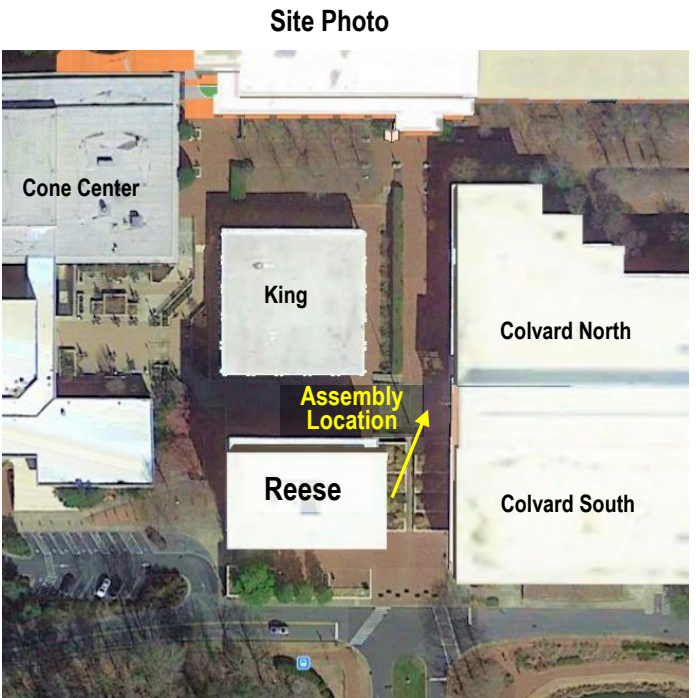 Site Photo
Cone Center
King
Colvard North
Assembly
Location
Reese
Colvard South